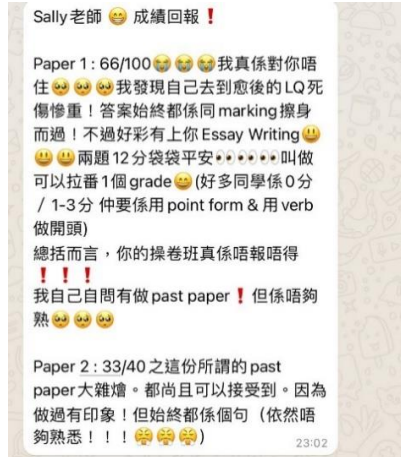 Sally老師 😁 成績回報❗
Paper 1 : 66/100😭😭😭我真係對你唔
住🥺🥺🥺我發現自己去到愈後的LQ死
傷慘重！答案始終都係同marking擦身
而過！不過好彩有上你Essay Writing😃
😃😃兩題12分袋袋平安👀👀👀叫做
可以拉番1個grade😄(好多同學係0分
/ 1-3分 仲要係用point form & 用verb
做開頭)
總括而言，你的操卷班真係唔報唔得
❗❗❗
我自己自問有做past paper❗但係唔夠
熟🥺🥺🥺
Paper 2 : 33/40之這份所謂的past
paper大雜燴。都尚且可以接受到。因為
做過有印象！但始終都係個句（依然唔
夠熟悉！！！😤😤😤）
23:02